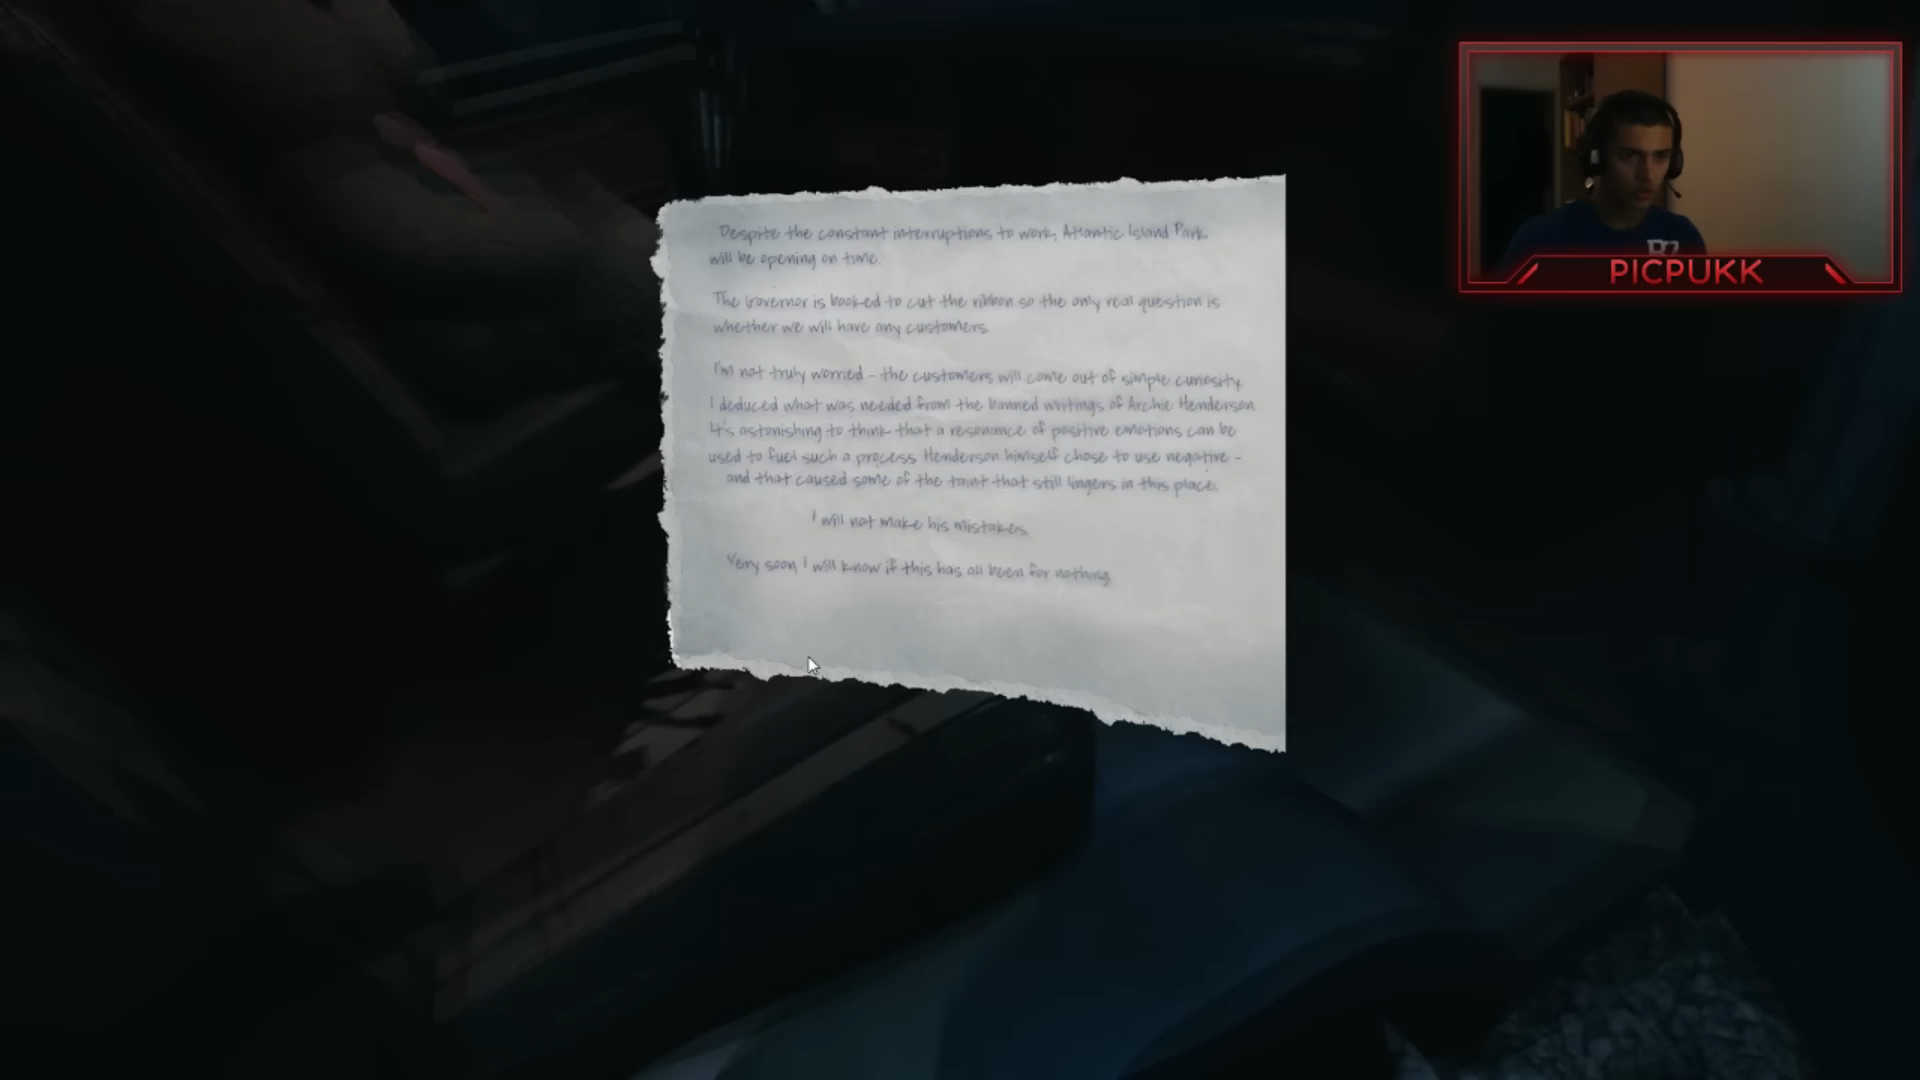 Despite the constant interruptions to work, Atlantic Island Park
will be opening on time.
The Governor is booked to cut the ribbon so the only real question is
whether we will have any customers.
I'm not truly worried - the customers will come out of simple curiosity.
I deduced what was needed from the banned writings of Archie Henderson.
It's astonishing to think that a resonance of positive emotions can be
used to fuel such a process. Henderson himself chose to use negative -
and that caused some of the taint that still lingers in this place.
I will not make his mistakes.
Very soon, I will know if this has all been for nothing.
PICPUKK